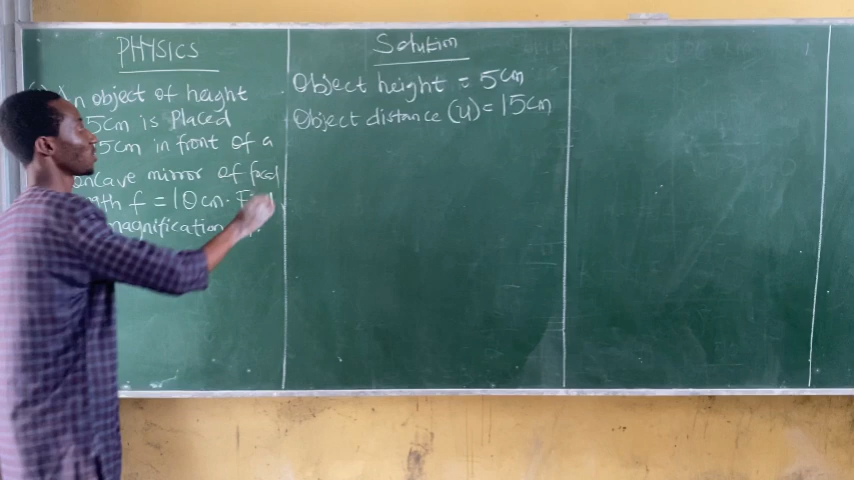 PHYSICS
n object of height
5cm is placed
5cm in front of a
oncave mirror of focal
gth f = 10cm.
magnification
Solution
Object height = 5cm
Object distance (u) = 15cm